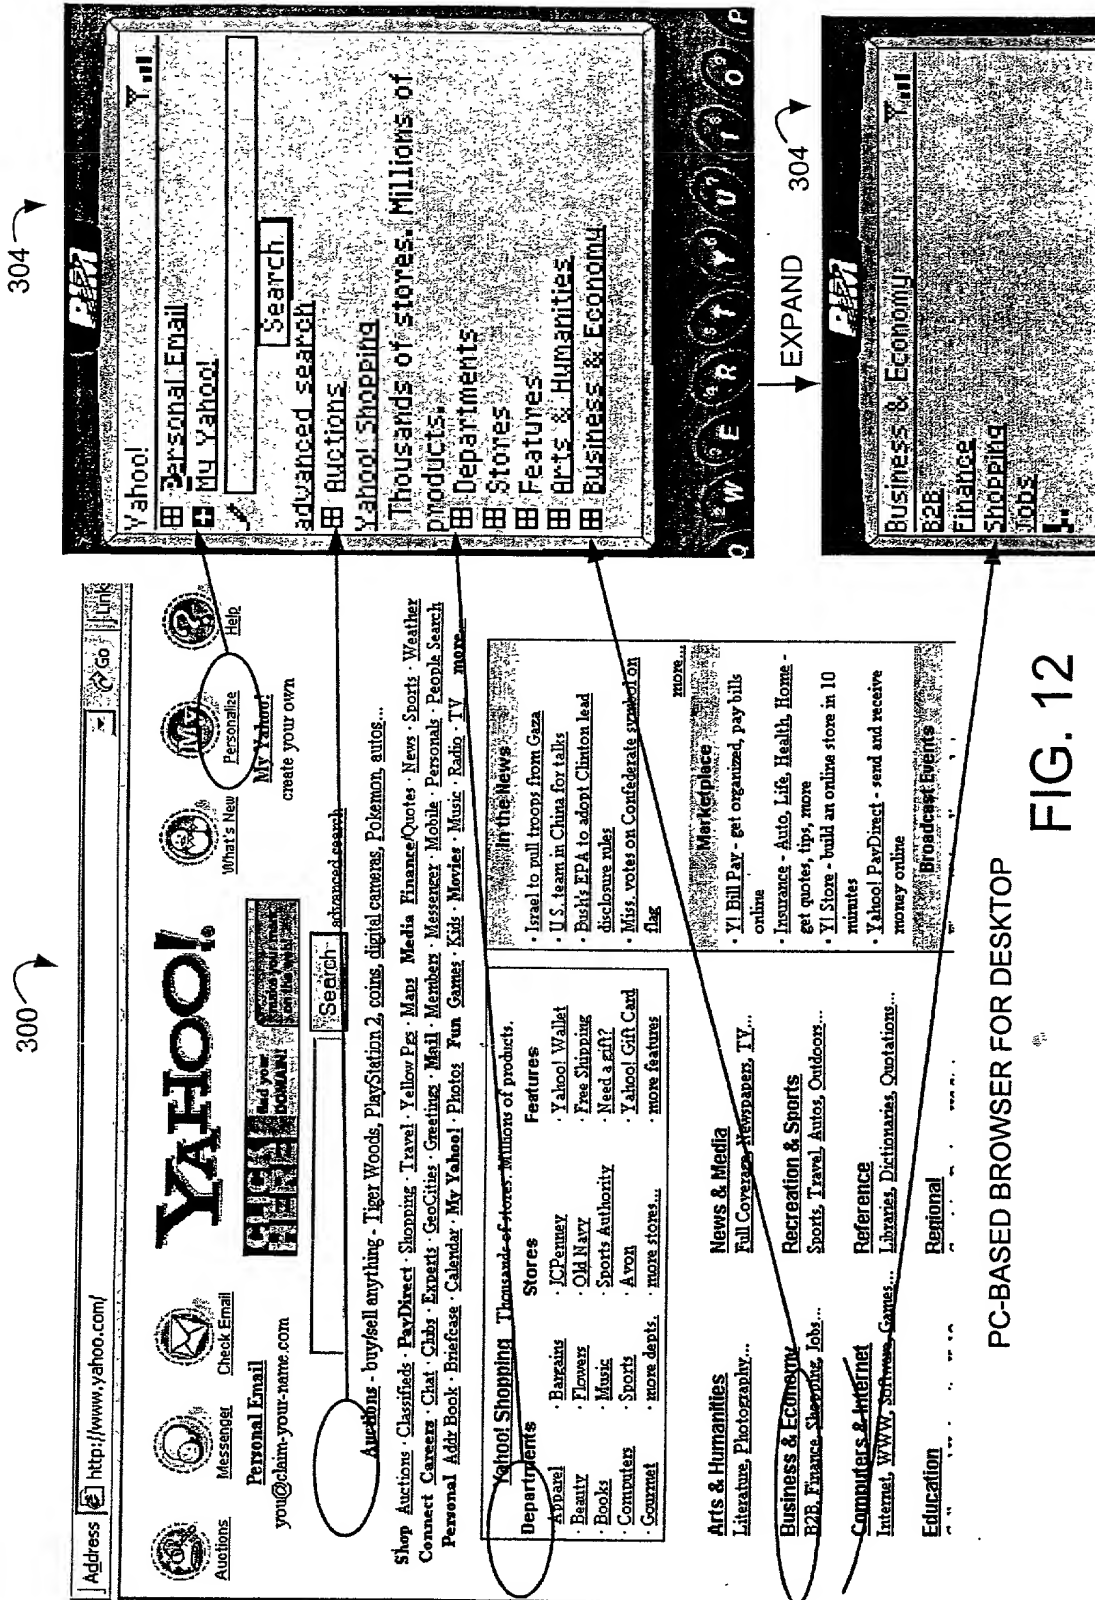 300
Address http://www.yahoo.com/ Go Link
Auctions
Messenger
Check Email
YAHOO!
What's New
Personalize
Help
Personal Email
you@claim-your-name.com
CLICK HERE
find your DOMAIN!
make your mark on the web!
My Yahoo!
create your own
Search advanced search
Auctions - buy/sell anything - Tiger Woods, PlayStation 2, coins, digital cameras, Pokemon, autos...
Shop Auctions · Classifieds · PayDirect · Shopping · Travel · Yellow Pgs · Maps Media Finance/Quotes · News · Sports · Weather
Connect Careers · Chat · Clubs · Experts · GeoCities · Greetings · Mail · Members · Messenger · Mobile · Personals · People Search
Personal Addr Book · Briefcase · Calendar · My Yahoo! · Photos Fun Games · Kids · Movies · Music · Radio · TV more...
Yahoo! Shopping Thousands of stores. Millions of products.
Departments Stores Features
· Apparel · Bargains · JCPenney · Yahoo! Wallet
· Beauty · Flowers · Old Navy · Free Shipping
· Books · Music · Sports Authority · Need a gift?
· Computers · Sports · Avon · Yahoo! Gift Card
· Gourmet · more depts. · more stores... · more features
Arts & Humanities
Literature, Photography...
News & Media
Full Coverage, Newspapers, TV...
Business & Economy
B2B, Finance, Shopping, Jobs...
Recreation & Sports
Sports, Travel, Autos, Outdoors...
Computers & Internet
Internet, WWW, Software, Games...
Reference
Libraries, Dictionaries, Quotations...
Education
Regional
In the News
· Israel to pull troops from Gaza
· U.S. team in China for talks
· Bush's EPA to adopt Clinton lead
disclosure rules
· Miss. votes on Confederate symbol on
flag
more...
Marketplace
· Y! Bill Pay - get organized, pay bills
online
· Insurance - Auto, Life, Health, Home -
get quotes, tips, more
· Y! Store - build an online store in 10
minutes
· Yahoo! PayDirect - send and receive
money online
Broadcast Events
PC-BASED BROWSER FOR DESKTOP
304
RIM
Yahoo!
Personal Email
My Yahoo!
Search
advanced search
Auctions
Yahoo! Shopping
Thousands of stores. Millions of
products.
Departments
Stores
Features
Arts & Humanities
Business & Economy
Q W E R T Y U I O P
EXPAND
304
RIM
Business & Economy
B2B
Finance
Shopping
Jobs
FIG. 12